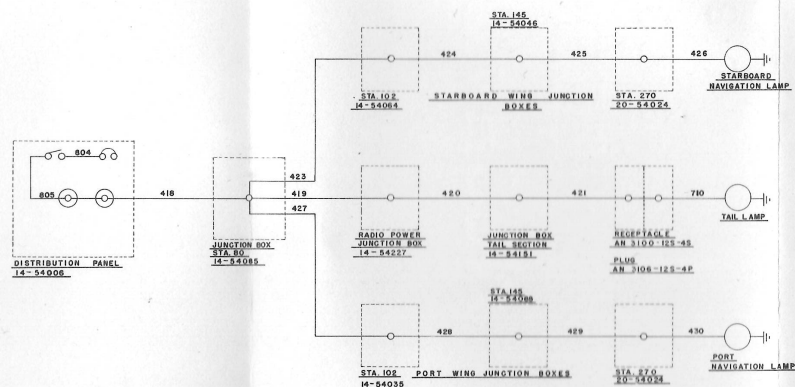 STA. 145
14-54046
424
425
426
STARBOARD
NAVIGATION LAMP
STA. 102
14-54064
STARBOARD WING JUNCTION
BOXES
STA. 270
20-54024
804
805
418
423
419
427
420
421
710
TAIL LAMP
DISTRIBUTION PANEL
14-54006
JUNCTION BOX
STA. 80
14-54085
RADIO POWER
JUNCTION BOX
14-54227
JUNCTION BOX
TAIL SECTION
14-54151
RECEPTACLE
AN 3100-12S-4S
PLUG
AN 3106-12S-4P
STA. 145
428
429
430
PORT
NAVIGATION LAMP
STA. 102
14-54035
PORT WING JUNCTION BOXES
STA. 270
20-54024